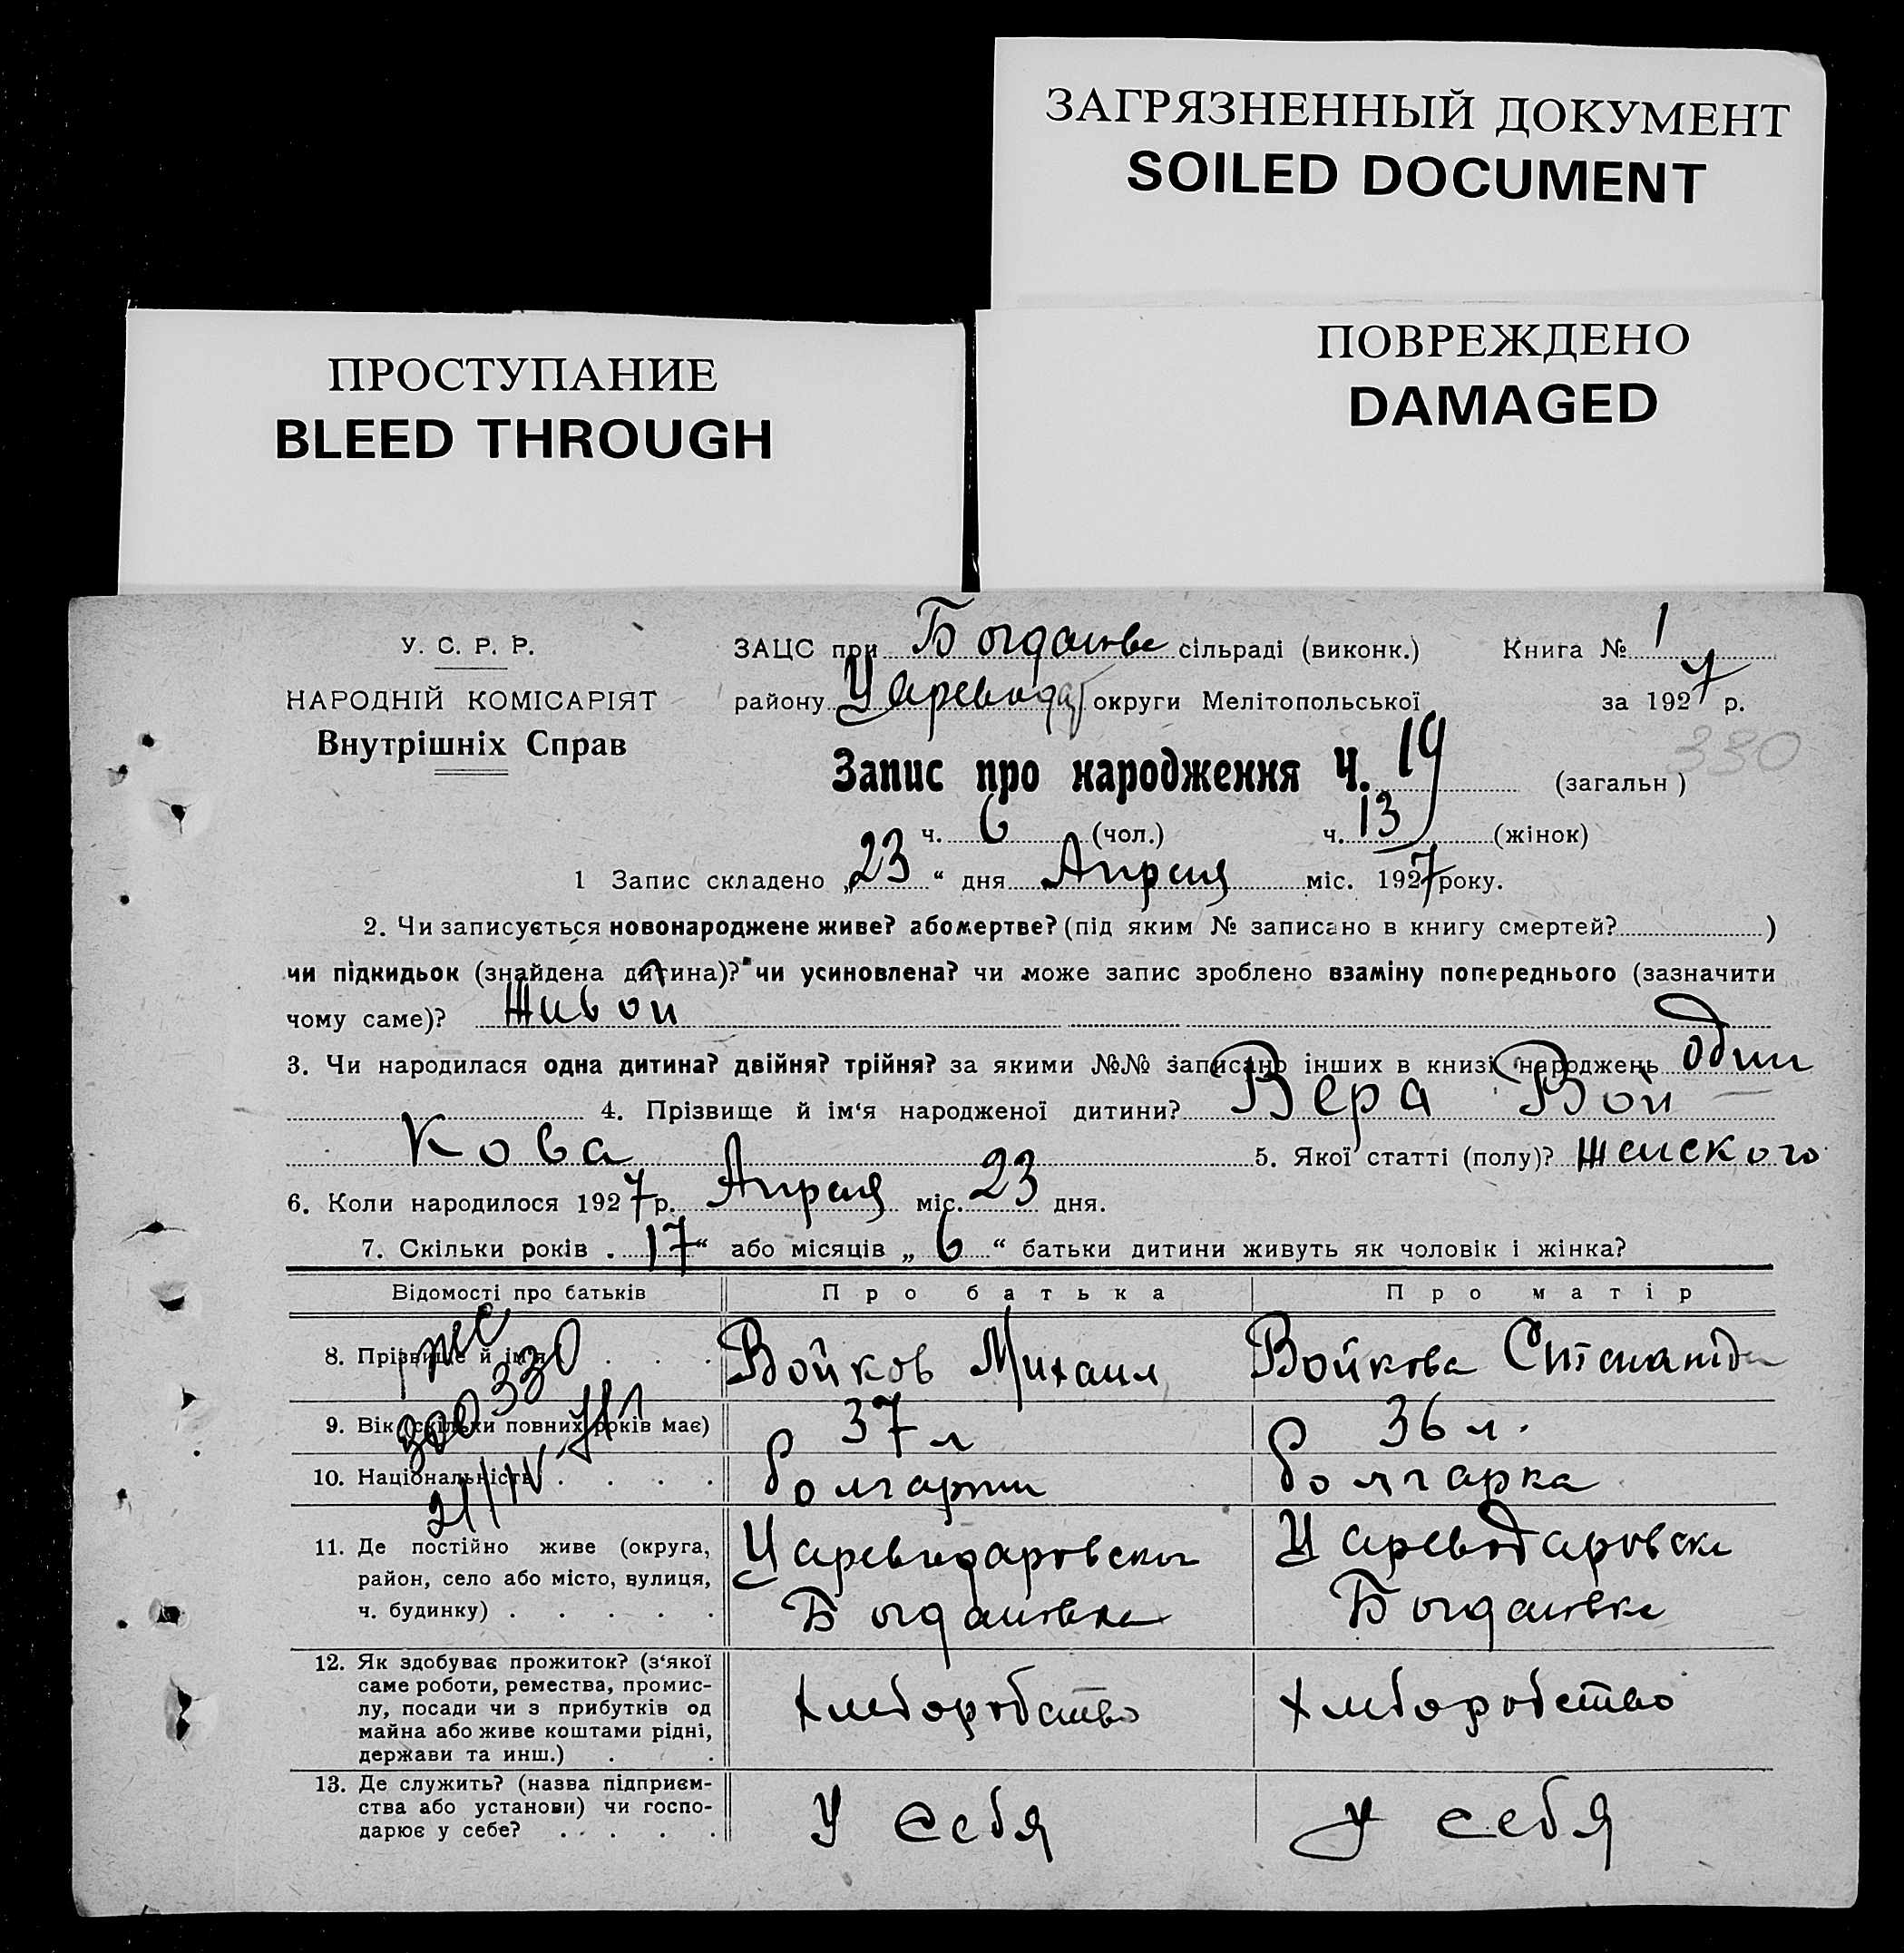 ЗАГРЯЗНЕННЫЙ ДОКУМЕНТ
SOILED DOCUMENT
ПРОСТУПАНИЕ
BLEED THROUGH
ПОВРЕЖДЕНО
DAMAGED
У. С. Р. Р.
НАРОДНІЙ КОМІСАРІЯТ
Внутрішніх Справ
ЗАЦС при Богдановке сільраді (виконк.) Книга № 1
району Царевода округи Мелітопольської за 1927 р.
380
Запис про народження Ч. 19 (загальн)
ч. 6 (чол.) ч. 13 (жінок)
1 Запис складено „23“ дня Апреля міс. 1927 року.
2. Чи записується новонароджене живе? або мертве? (під яким № записано в книгу смертей? )
чи підкидьок (знайдена дитина)? чи усиновлена? чи може запис зроблено взаміну попереднього (зазначити
чому саме)? Живой
3. Чи народилася одна дитина? двійня? трійня? за якими №№ записано інших в книзі народжень один
4. Прізвище й ім‘я народженої дитини? Вера Вой-
кова 5. Якої статті (полу)? женского
6. Коли народилося 1927 р. Апреля міс. 23 дня.
7. Скільки років „17“ або місяців „6“ батьки дитини живуть як чоловік і жінка?
Відомості про батьків Про батька Про матір
8. Прізвище й ім‘я Войков Михаил Войкова Степанида
330
9. Вік (скільки повних років має) 37 л 36 л.
10. Національність болгарин болгарка
21/IV
11. Де постійно живе (округа, район, село або місто, вулиця, ч. будинку)
Цареводаровски Цареводаровски
Богдановка Богдановка
12. Як здобуває прожиток? (з‘якої
саме роботи, ремества, промис-
лу, посади чи з прибутків од
майна або живе коштами рідні,
держави та инш.)
хлеборобство хлеборобство
13. Де служить? (назва підприєм-
ства або установи) чи госпо-
дарює у себе?
У себя у себя